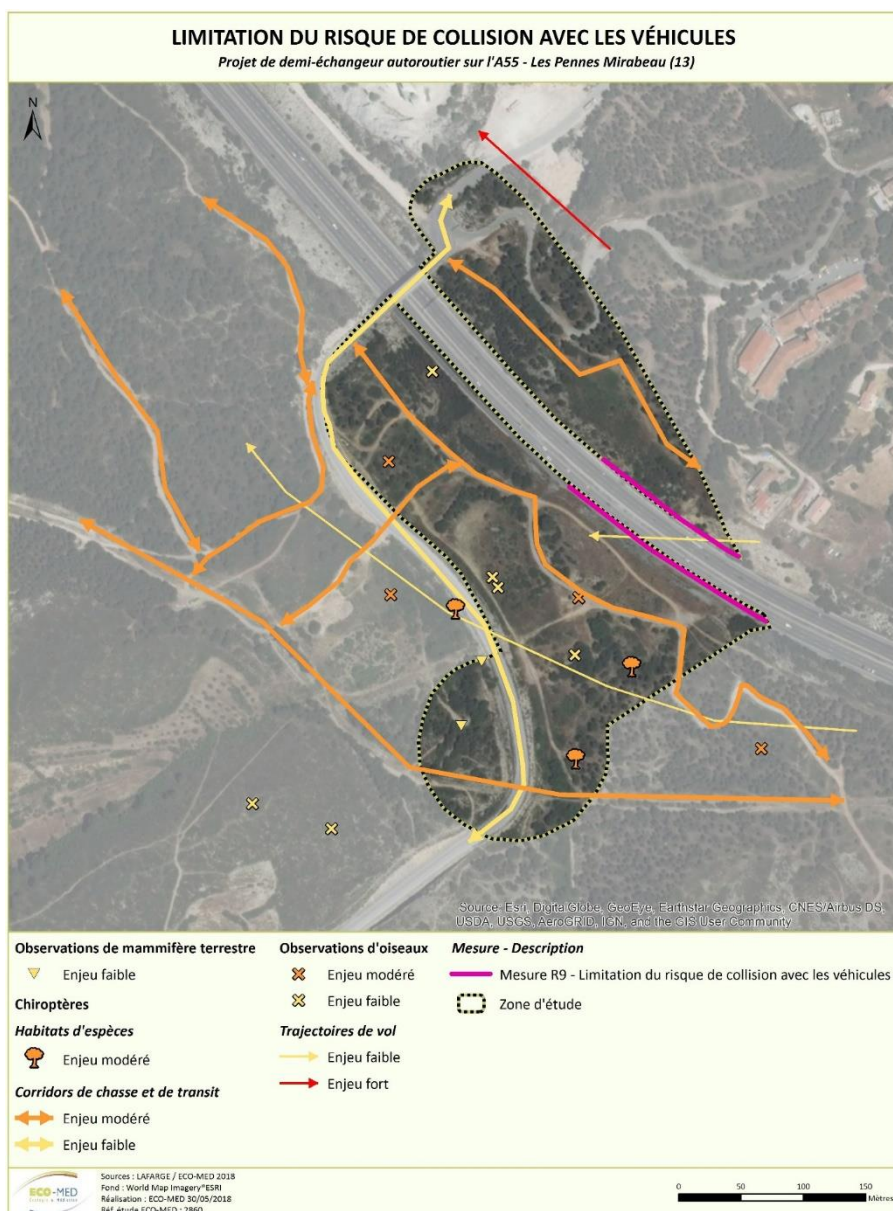 LIMITATION DU RISQUE DE COLLISION AVEC LES VÉHICULES
Projet de demi-échangeur autoroutier sur l'A55 - Les Pennes Mirabeau (13)
N
Source: Esri, DigitalGlobe, GeoEye, Earthstar Geographics, CNES/Airbus DS,
USDA, USGS, AeroGRID, IGN, and the GIS User Community
Observations de mammifère terrestre
Enjeu faible
Chiroptères
Habitats d'espèces
Enjeu modéré
Corridors de chasse et de transit
Enjeu modéré
Enjeu faible
Observations d'oiseaux
Enjeu modéré
Enjeu faible
Trajectoires de vol
Enjeu faible
Enjeu fort
Mesure - Description
Mesure R9 - Limitation du risque de collision avec les véhicules
Zone d'étude
ECO-MED
Sources : LAFARGE / ECO-MED 2018
Fond : World Map Imagery®ESRI
Réalisation : ECO-MED 30/05/2018
Réf. étude ECO-MED : 2860
0 50 100 150
Mètres